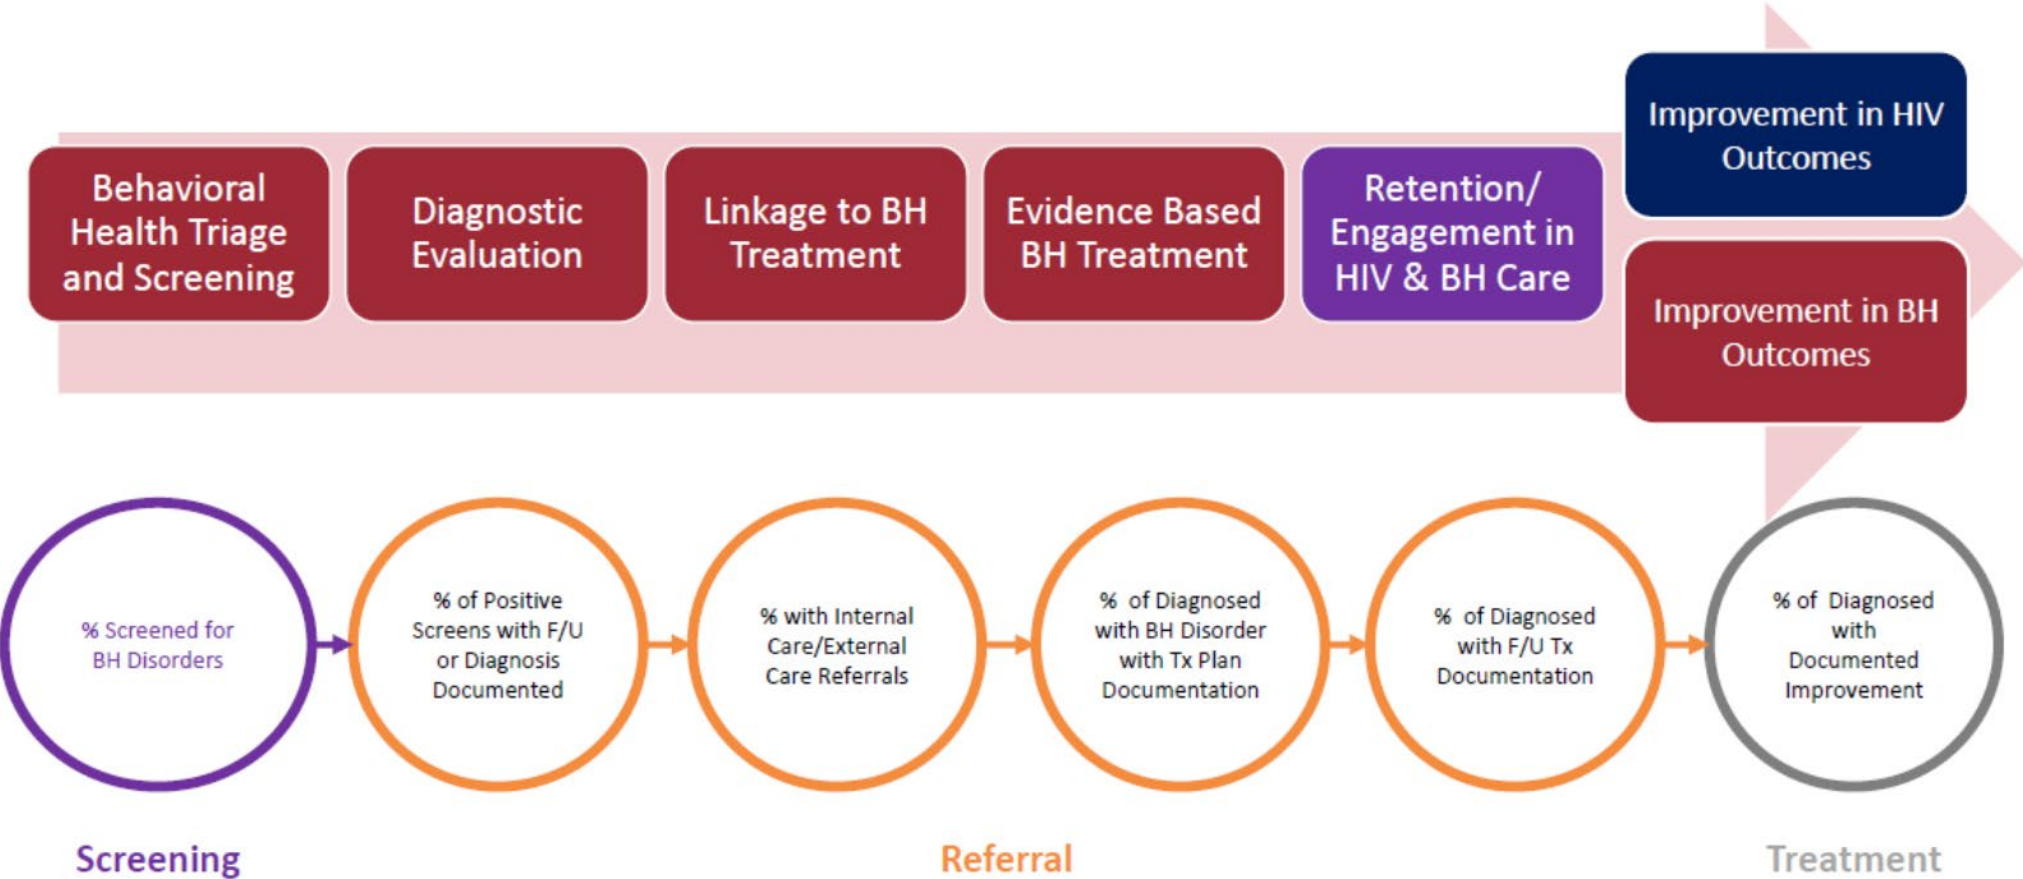 Behavioral
Health Triage
and Screening
Diagnostic
Evaluation
Linkage to BH
Treatment
Evidence Based
BH Treatment
Retention/
Engagement in
HIV & BH Care
Improvement in HIV
Outcomes
Improvement in BH
Outcomes
% Screened for
BH Disorders
% of Positive
Screens with F/U
or Diagnosis
Documented
% with Internal
Care/External
Care Referrals
% of Diagnosed
with BH Disorder
with Tx Plan
Documentation
% of Diagnosed
with F/U Tx
Documentation
% of Diagnosed
with
Documented
Improvement
Screening
Referral
Treatment